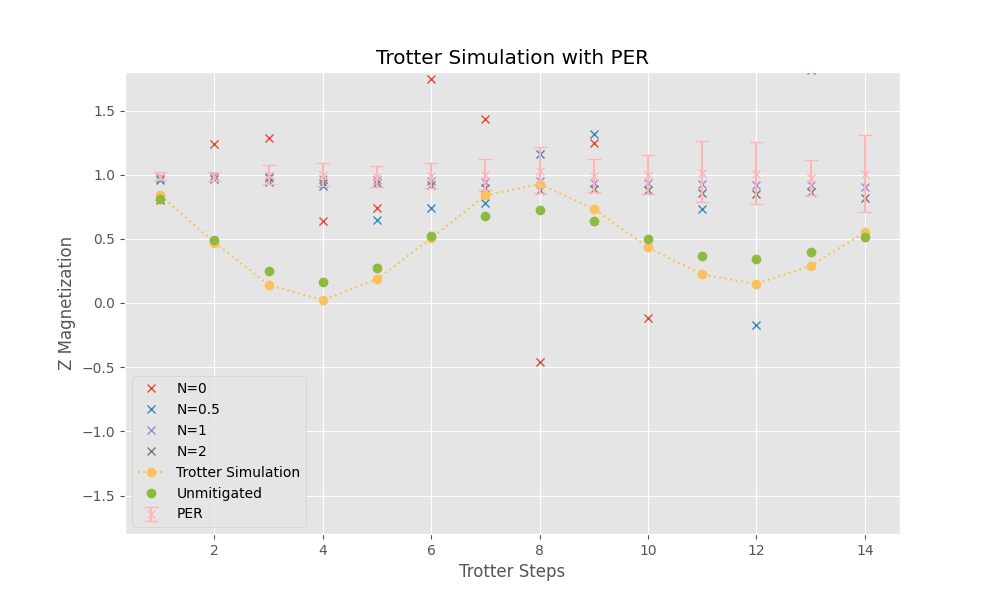 Trotter Simulation with PER
1.5
1.0
0.5
0.0
−0.5
−1.0
−1.5
Z Magnetization
N=0
N=0.5
N=1
N=2
Trotter Simulation
Unmitigated
PER
2 4 6 8 10 12 14
Trotter Steps